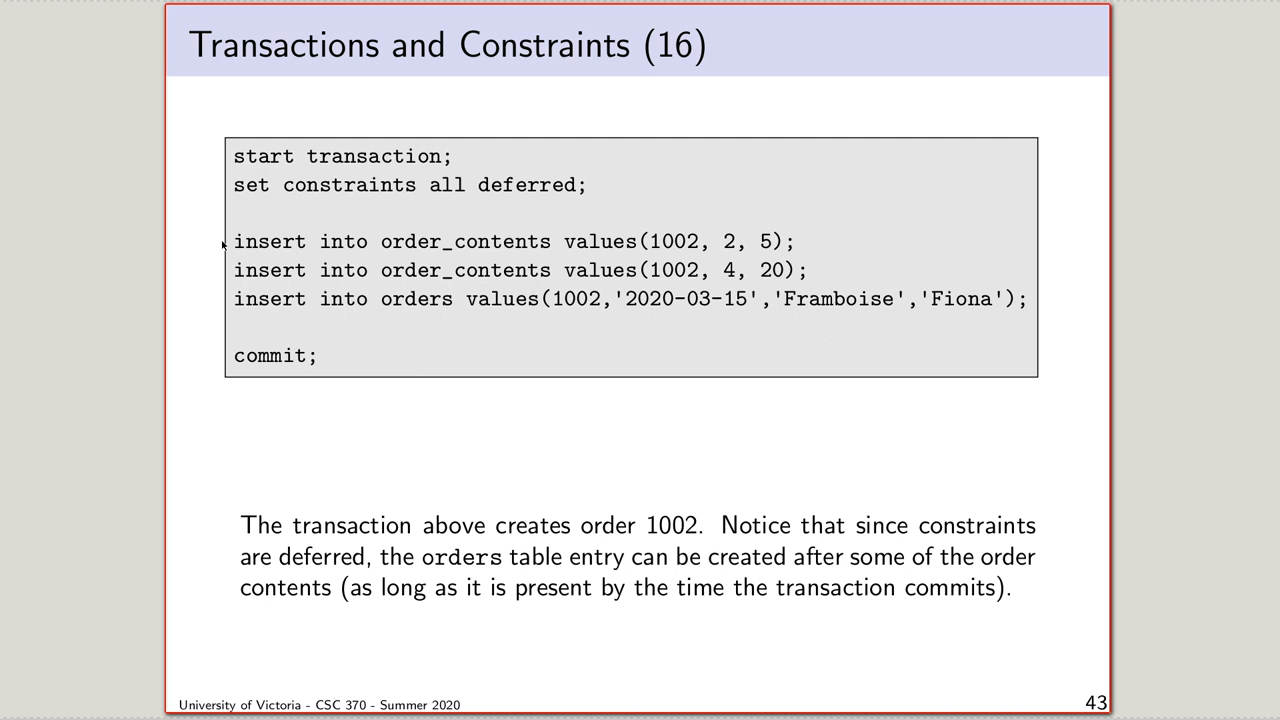 Transactions and Constraints (16)
start transaction;
set constraints all deferred;
insert into order_contents values(1002, 2, 5);
insert into order_contents values(1002, 4, 20);
insert into orders values(1002,'2020-03-15','Framboise','Fiona');
commit;
The transaction above creates order 1002. Notice that since constraints
are deferred, the orders table entry can be created after some of the order
contents (as long as it is present by the time the transaction commits).
University of Victoria - CSC 370 - Summer 2020
43